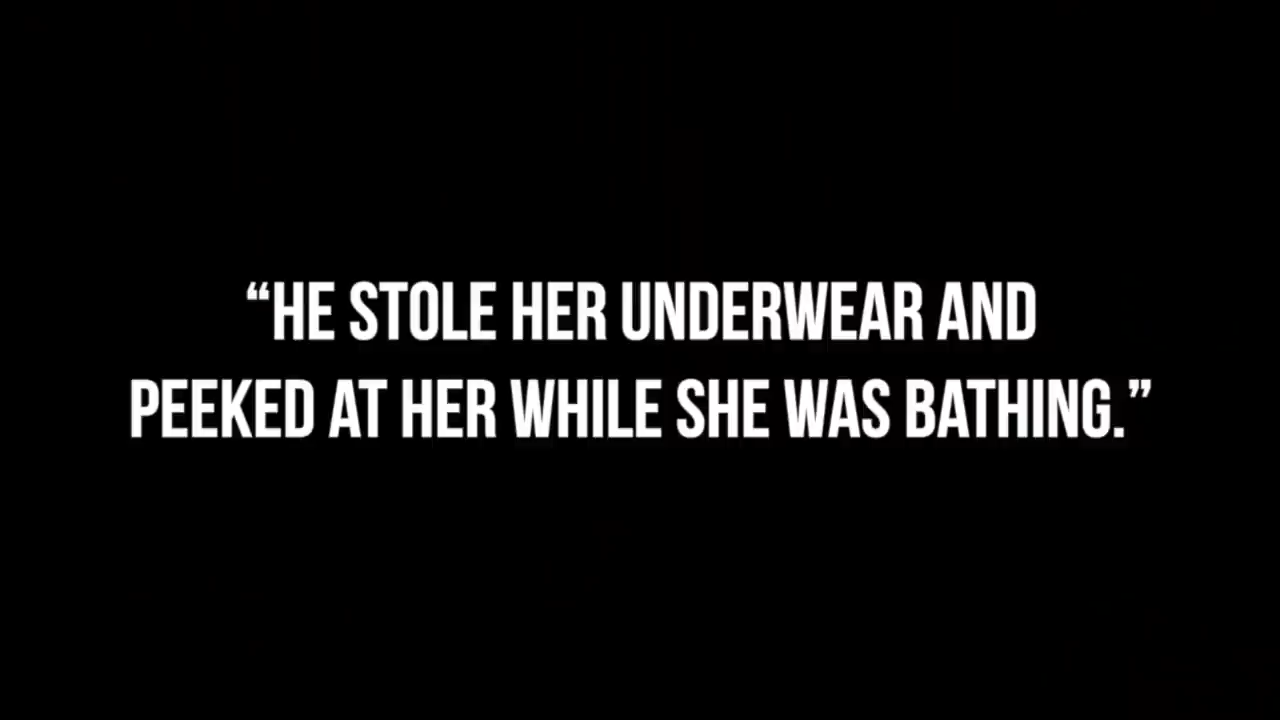 “HE STOLE HER UNDERWEAR AND
PEEKED AT HER WHILE SHE WAS BATHING.”